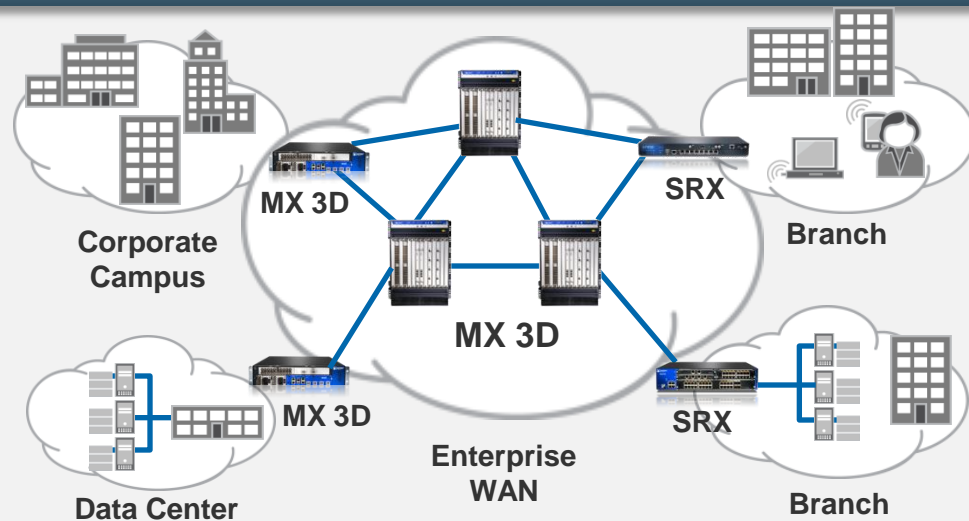 MX 3D
SRX
Corporate
Campus
Branch
MX 3D
MX 3D
SRX
Enterprise
WAN
Data Center
Branch